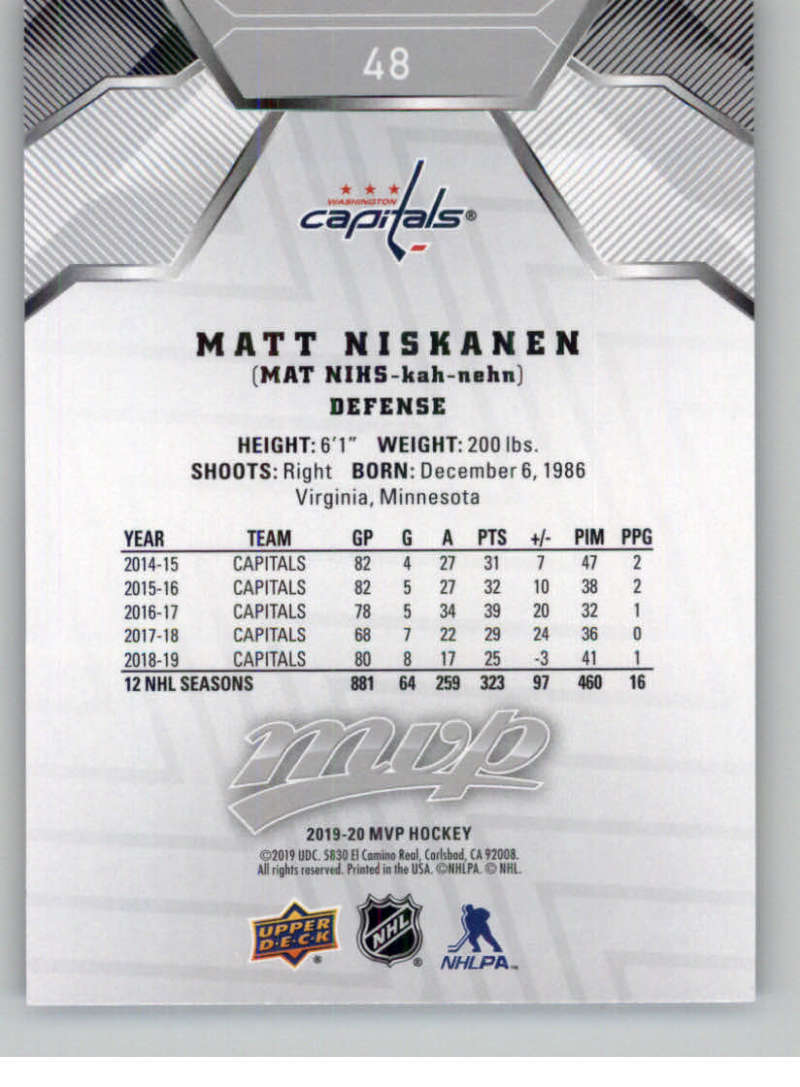 48
WASHINGTON
capitals®
MATT NISKANEN
(MAT NIHS-kah-nehn)
DEFENSE
HEIGHT: 6'1" WEIGHT: 200 lbs.
SHOOTS: Right BORN: December 6, 1986
Virginia, Minnesota
YEAR TEAM GP G A PTS +/- PIM PPG
2014-15 CAPITALS 82 4 27 31 7 47 2
2015-16 CAPITALS 82 5 27 32 10 38 2
2016-17 CAPITALS 78 5 34 39 20 32 1
2017-18 CAPITALS 68 7 22 29 24 36 0
2018-19 CAPITALS 80 8 17 25 -3 41 1
12 NHL SEASONS 881 64 259 323 97 460 16
mvp
2019-20 MVP HOCKEY
©2019 UDC. 5830 El Camino Real, Carlsbad, CA 92008.
All rights reserved. Printed in the USA. ©NHLPA. © NHL.
UPPER D·E·C·K® NHL® NHLPA™